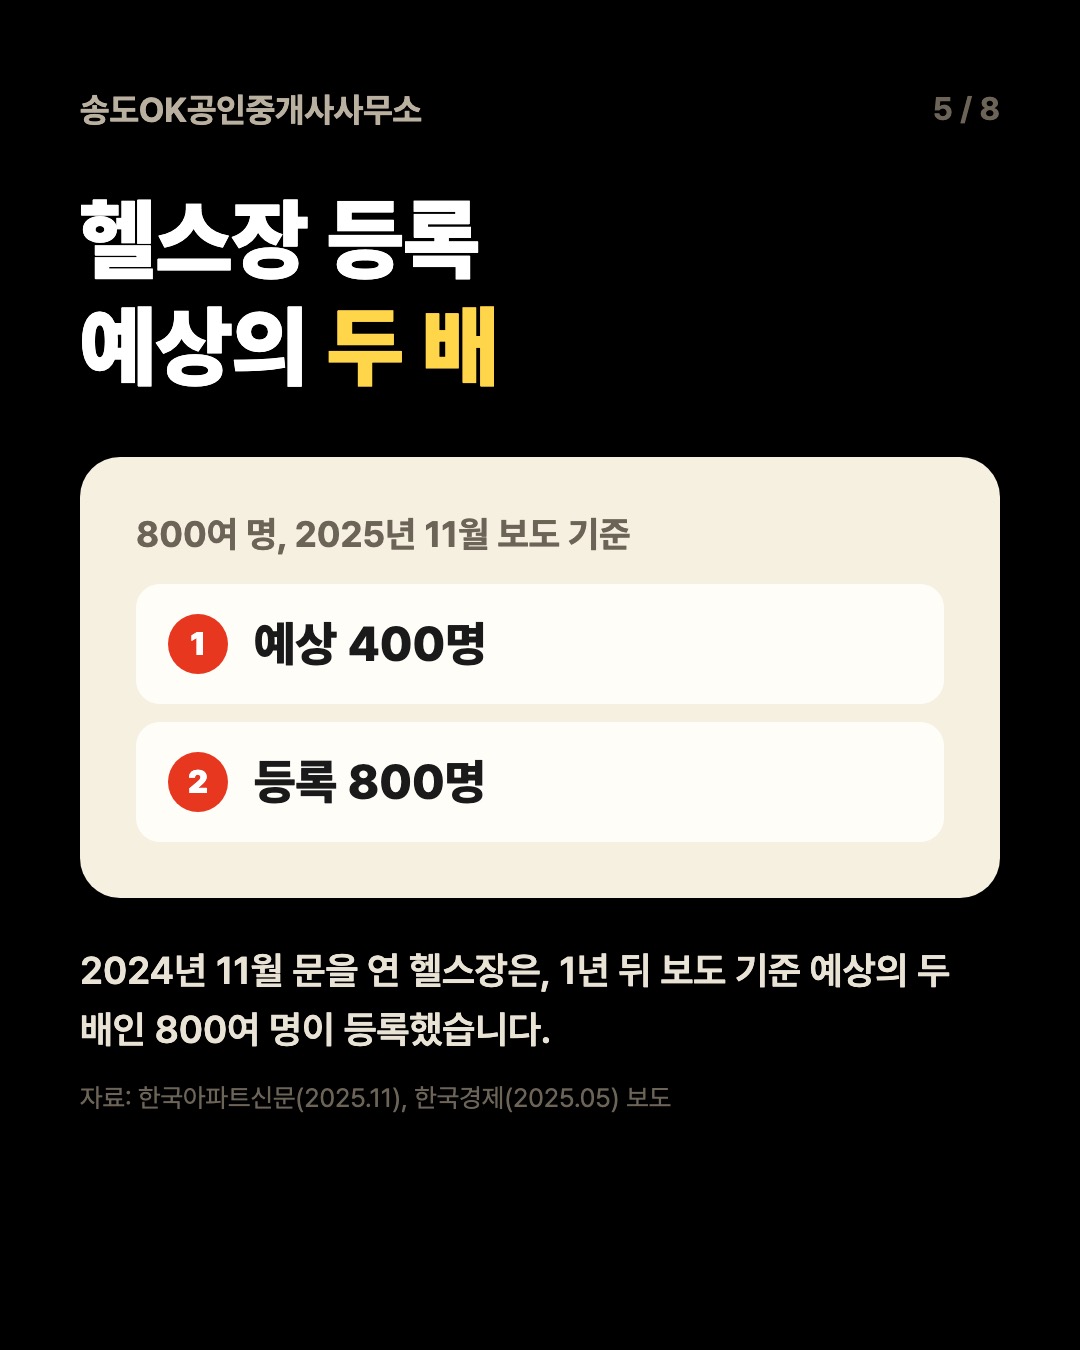 송도OK공인중개사사무소
5 / 8
헬스장 등록
예상의 두 배
800여 명, 2025년 11월 보도 기준
1 예상 400명
2 등록 800명
2024년 11월 문을 연 헬스장은, 1년 뒤 보도 기준 예상의 두
배인 800여 명이 등록했습니다.
자료: 한국아파트신문(2025.11), 한국경제(2025.05) 보도